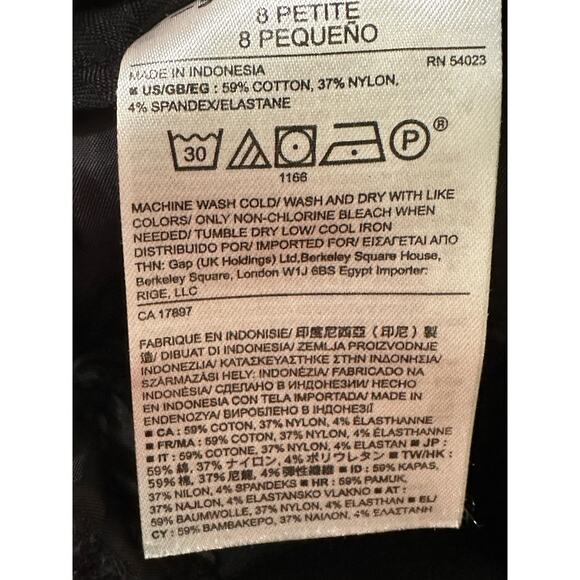 8 PETITE
8 PEQUEÑO
MADE IN INDONESIA RN 54023
■ US/GB/EG : 59% COTTON, 37% NYLON,
4% SPANDEX/ELASTANE
30 P®
1166
MACHINE WASH COLD/ WASH AND DRY WITH LIKE
COLORS/ ONLY NON-CHLORINE BLEACH WHEN
NEEDED/ TUMBLE DRY LOW/ COOL IRON
DISTRIBUTED FOR/ IMPORTED FOR/ ΕΙΣΑΓΕΤΑΙ ΑΠΟ
ΤΗΝ: Gap (UK Holdings) Ltd,Berkeley Square House,
Berkeley Square, London W1J 6BS Egypt Importer:
RIGE, LLC
CA 17897
FABRIQUE EN INDONISIE/ 印度尼西亞 (印尼) 製
造/ DIBUAT DI INDONESIA/ ZEMLJA PROIZVODNJE
INDONEZIJA/ ΚΑΤΑΣΚΕΥΑΣΤΗΚΕ ΣΤΗΝ ΙΝΔΟΝΗΣΙΑ/
SZÁRMAZÁSI HELY: INDONÉZIA/ FABRICADO NA
INDONÉSIA/ СДЕЛАНО В ИНДОНЕЗИИ/ HECHO
EN INDONESIA CON TELA IMPORTADA/ MADE IN
ENDENOZYA/ ВИРОБЛЕНО В ІНДОНЕЗІЇ
■ CA : 59% COTON, 37% NYLON, 4% ÉLASTHANNE
■ FR/MA : 59% COTON, 37% NYLON, 4% ÉLASTHANNE
■ IT : 59% COTONE, 37% NYLON, 4% ELASTAN ■ JP :
59% 綿, 37% ナイロン, 4% ポリウレタン ■ TW/HK :
59% 棉, 37% 尼龍, 4% 彈性纖維 ■ ID : 59% KAPAS,
37% NILON, 4% SPANDEKS ■ HR : 59% PAMUK,
37% NAJLON, 4% ELASTANSKO VLAKNO ■ AT :
59% BAUMWOLLE, 37% NYLON, 4% ELASTHAN ■ EL/
CY : 59% ΒΑΜΒΑΚΕΡΟ, 37% ΝΑΙΛΟΝ, 4% ΕΛΑΣΤΑΝ